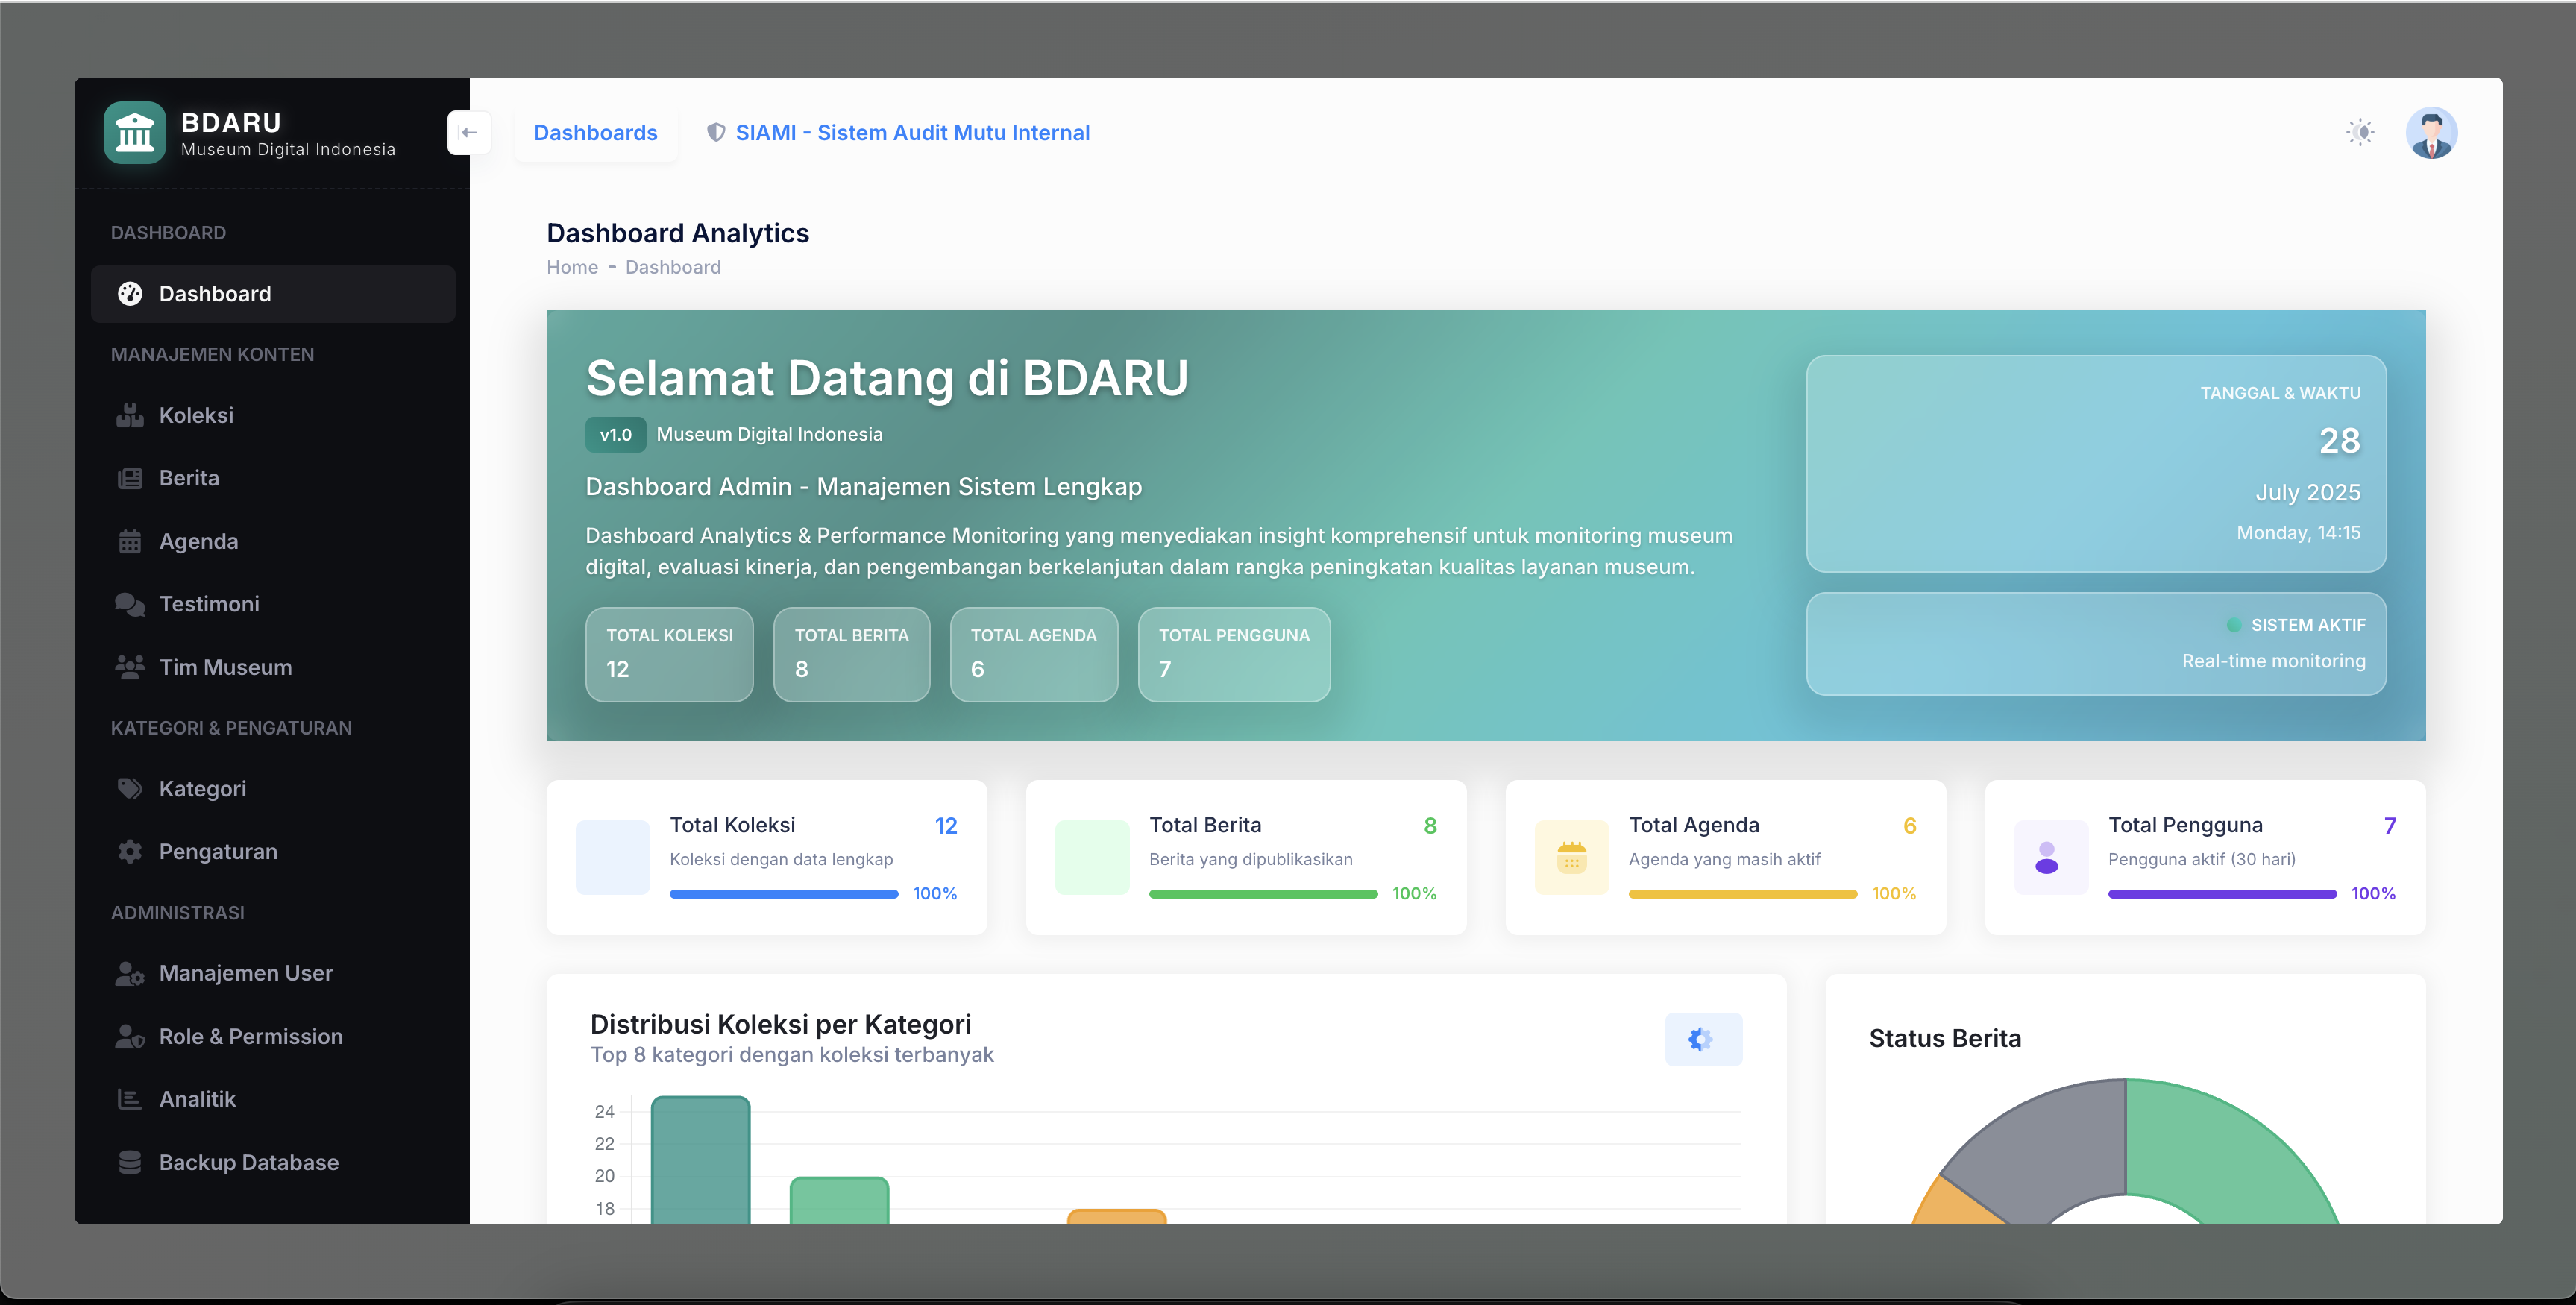 BDARU
Museum Digital Indonesia
DASHBOARD
Dashboard
MANAJEMEN KONTEN
Koleksi
Berita
Agenda
Testimoni
Tim Museum
KATEGORI & PENGATURAN
Kategori
Pengaturan
ADMINISTRASI
Manajemen User
Role & Permission
Analitik
Backup Database
Dashboards
SIAMI - Sistem Audit Mutu Internal
Dashboard Analytics
Home - Dashboard
Selamat Datang di BDARU
v1.0 Museum Digital Indonesia
Dashboard Admin - Manajemen Sistem Lengkap
Dashboard Analytics & Performance Monitoring yang menyediakan insight komprehensif untuk monitoring museum
digital, evaluasi kinerja, dan pengembangan berkelanjutan dalam rangka peningkatan kualitas layanan museum.
TOTAL KOLEKSI
12
TOTAL BERITA
8
TOTAL AGENDA
6
TOTAL PENGGUNA
7
TANGGAL & WAKTU
28
July 2025
Monday, 14:15
SISTEM AKTIF
Real-time monitoring
Total Koleksi 12
Koleksi dengan data lengkap
100%
Total Berita 8
Berita yang dipublikasikan
100%
Total Agenda 6
Agenda yang masih aktif
100%
Total Pengguna 7
Pengguna aktif (30 hari)
100%
Distribusi Koleksi per Kategori
Top 8 kategori dengan koleksi terbanyak
24
22
20
18
Status Berita